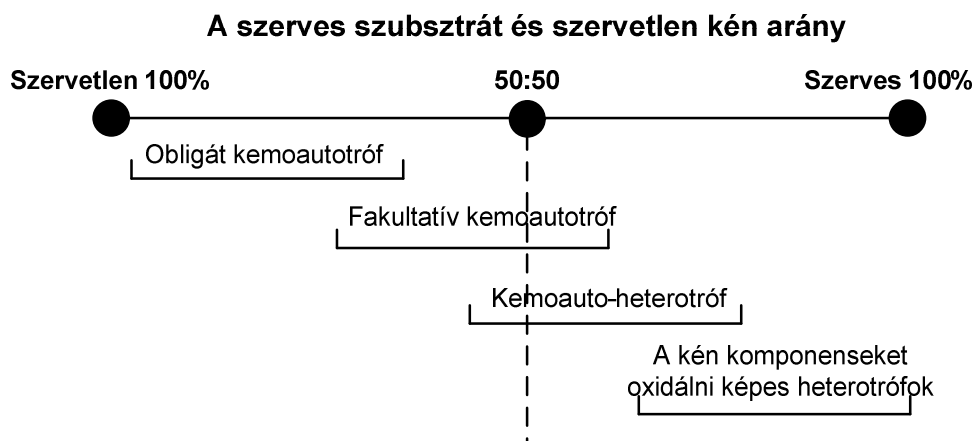 A szerves szubsztrát és szervetlen kén arány
Szervetlen 100% 50:50 Szerves 100%
Obligát kemoautotróf
Fakultatív kemoautotróf
Kemoauto-heterotróf
A kén komponenseket
oxidálni képes heterotrófok